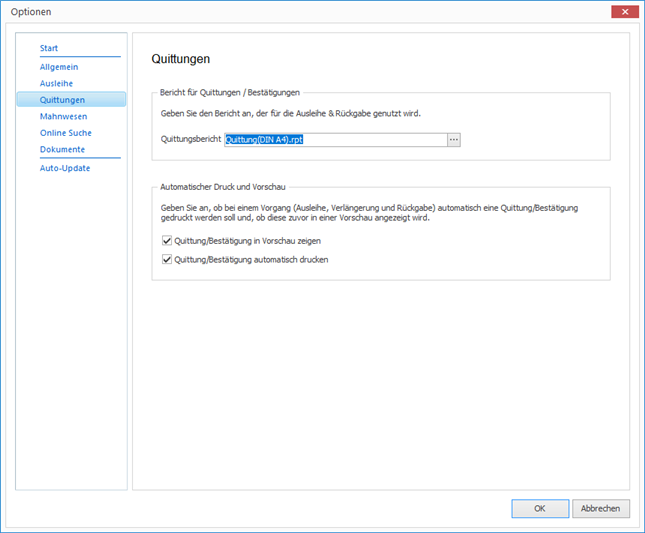 Optionen
Start
Allgemein
Ausleihe
Quittungen
Mahnwesen
Online Suche
Dokumente
Auto-Update
Quittungen
Bericht für Quittungen / Bestätigungen
Geben Sie den Bericht an, der für die Ausleihe & Rückgabe genutzt wird.
Quittungsbericht Quittung(DIN A4).rpt ...
Automatischer Druck und Vorschau
Geben Sie an, ob bei einem Vorgang (Ausleihe, Verlängerung und Rückgabe) automatisch eine Quittung/Bestätigung
gedruckt werden soll und, ob diese zuvor in einer Vorschau angezeigt wird.
Quittung/Bestätigung in Vorschau zeigen
Quittung/Bestätigung automatisch drucken
OK Abbrechen